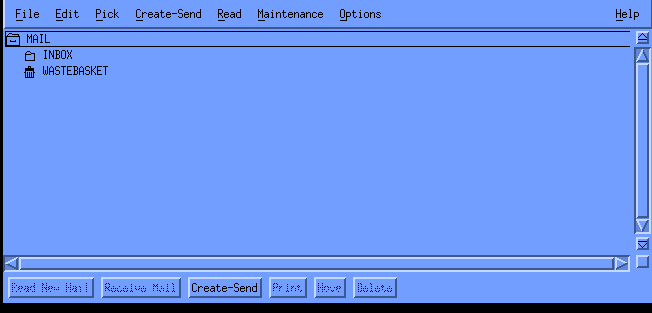 File Edit Pick Create-Send Read Maintenance Options Help
MAIL
INBOX
WASTEBASKET
Read New Mail Receive Mail Create-Send Print Move Delete